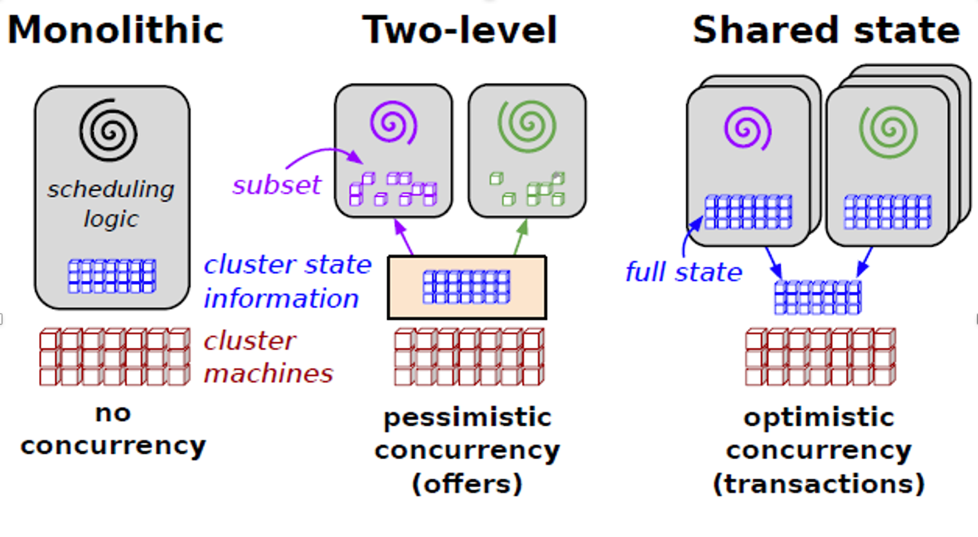 Monolithic
Two-level
Shared state
scheduling
logic
subset
cluster state
information
full state
cluster
machines
no
concurrency
pessimistic
concurrency
(offers)
optimistic
concurrency
(transactions)